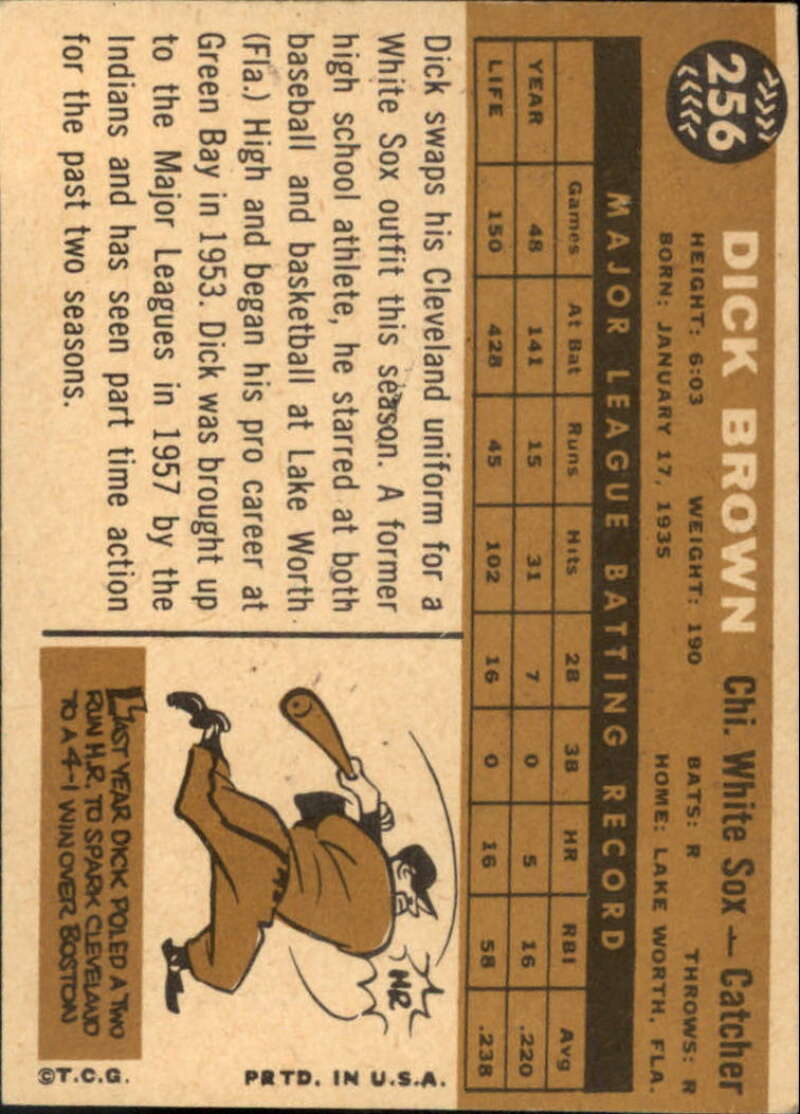 256
DICK BROWN Chi. White Sox — Catcher
HEIGHT: 6:03 WEIGHT: 190 BATS: R THROWS: R
BORN: JANUARY 17, 1935 HOME: LAKE WORTH, FLA.
MAJOR LEAGUE BATTING RECORD
Games At Bat Runs Hits 2B 3B HR RBI Avg
YEAR 48 141 15 31 7 0 5 16 .220
LIFE 150 428 45 102 16 0 16 58 .238
Dick swaps his Cleveland uniform for a
White Sox outfit this season. A former
high school athlete, he starred at both
baseball and basketball at Lake Worth
(Fla.) High and began his pro career at
Green Bay in 1953. Dick was brought up
to the Major Leagues in 1957 by the
Indians and has seen part time action
for the past two seasons.
HR
LAST YEAR DICK POLED A TWO
RUN H.R. TO SPARK CLEVELAND
TO A 4-1 WIN OVER BOSTON
©T.C.G. PRTD. IN U.S.A.